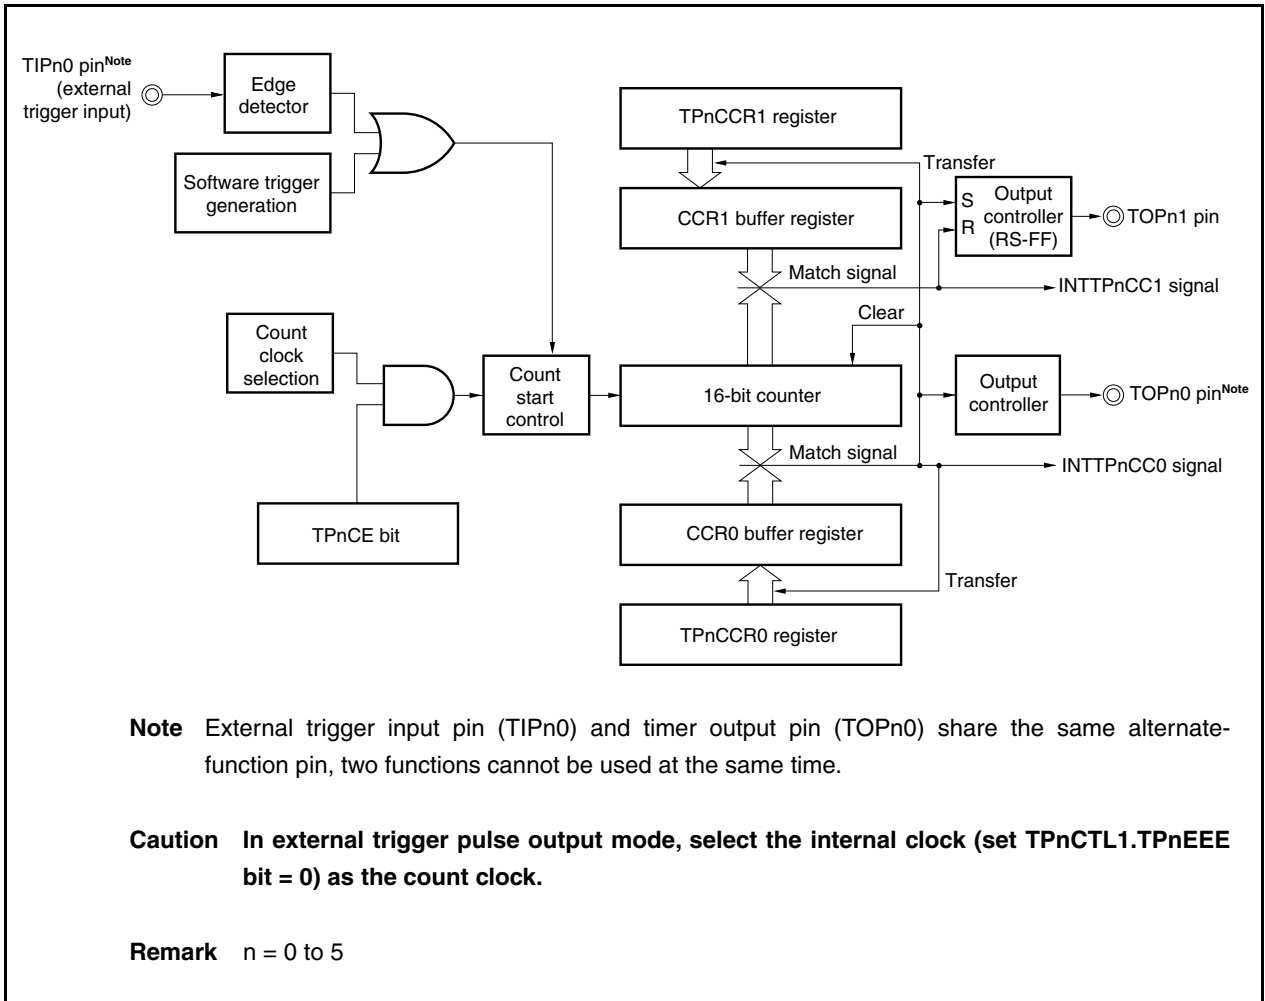 TIPn0 pinNote
(external
trigger input)
Edge
detector
Software trigger
generation
TPnCCR1 register
Transfer
CCR1 buffer register
S
R
Output
controller
(RS-FF)
TOPn1 pin
Match signal
INTTPnCC1 signal
Clear
Count
clock
selection
Count
start
control
16-bit counter
Output
controller
TOPn0 pinNote
Match signal
INTTPnCC0 signal
TPnCE bit
CCR0 buffer register
Transfer
TPnCCR0 register
Note External trigger input pin (TIPn0) and timer output pin (TOPn0) share the same alternate-
function pin, two functions cannot be used at the same time.
Caution In external trigger pulse output mode, select the internal clock (set TPnCTL1.TPnEEE
bit = 0) as the count clock.
Remark n = 0 to 5